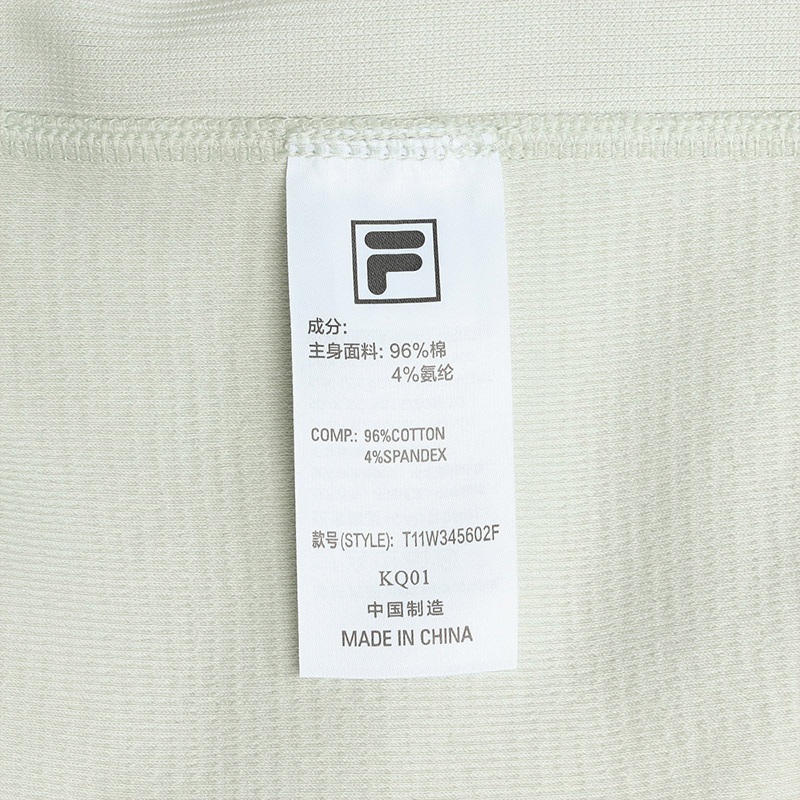 F
成分:
主身面料: 96%棉
4%氨纶
COMP.: 96%COTTON
4%SPANDEX
款号(STYLE): T11W345602F
KQ01
中国制造
MADE IN CHINA